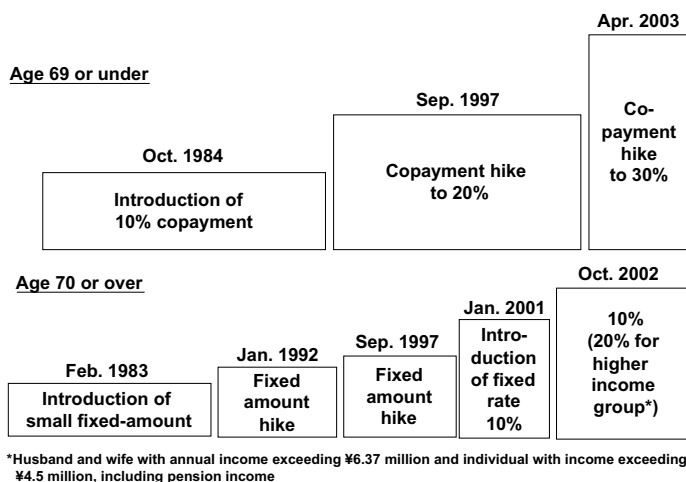 Apr. 2003
Age 69 or under
Sep. 1997
Co-
payment
hike
to 30%
Oct. 1984
Copayment hike
to 20%
Introduction of
10% copayment
Age 70 or over
Oct. 2002
Jan. 2001
10%
(20% for
higher
income
group*)
Sep. 1997
Intro-
duction
of fixed
rate
10%
Jan. 1992
Fixed
amount
hike
Feb. 1983
Fixed
amount
hike
Introduction of
small fixed-amount
*Husband and wife with annual income exceeding ¥6.37 million and individual with income exceeding
¥4.5 million, including pension income